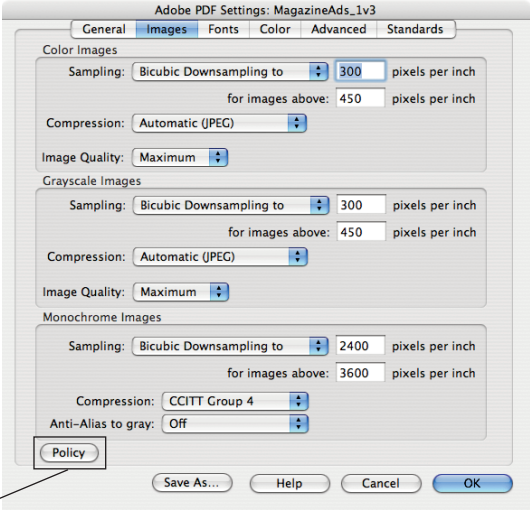 Adobe PDF Settings: MagazineAds_1v3
General Images Fonts Color Advanced Standards
Color Images
Sampling: Bicubic Downsampling to 300 pixels per inch
for images above: 450 pixels per inch
Compression: Automatic (JPEG)
Image Quality: Maximum
Grayscale Images
Sampling: Bicubic Downsampling to 300 pixels per inch
for images above: 450 pixels per inch
Compression: Automatic (JPEG)
Image Quality: Maximum
Monochrome Images
Sampling: Bicubic Downsampling to 2400 pixels per inch
for images above: 3600 pixels per inch
Compression: CCITT Group 4
Anti-Alias to gray: Off
Policy
Save As... Help Cancel OK